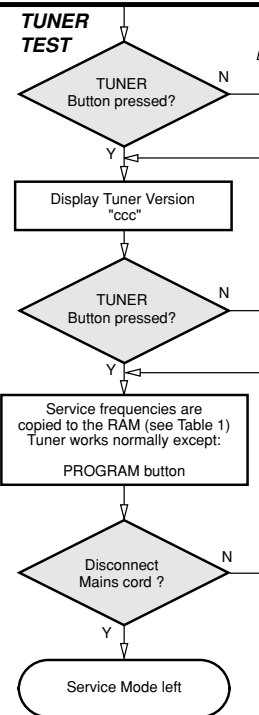 TUNER
TEST
TUNER
Button pressed?
N
Y
Display Tuner Version
"ccc"
TUNER
Button pressed?
N
Y
Service frequencies are
copied to the RAM (see Table 1)
Tuner works normally except:
PROGRAM button
Disconnect
Mains cord ?
N
Y
Service Mode left